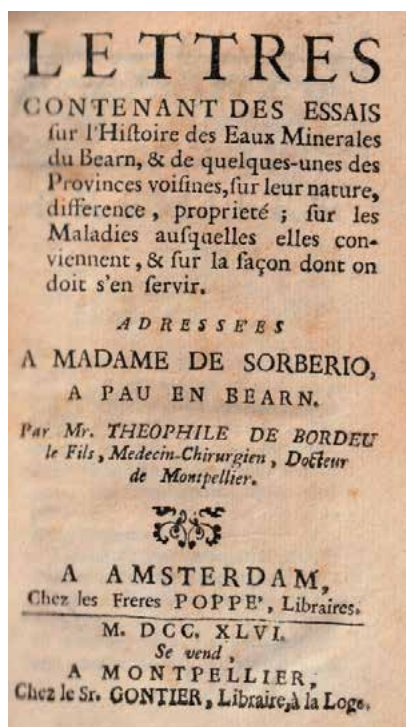 LETTRES
CONTENANT DES ESSAIS
ſur l'Hiſtoire des Eaux Minerales
du Bearn, & de quelques-unes des
Provinces voiſines, ſur leur nature,
difference, proprieté ; ſur les
Maladies auſquelles elles con-
viennent, & ſur la façon dont on
doit s'en ſervir.
ADRESSE'ES
A MADAME DE SORBERIO,
A PAU EN BEARN.
Par Mr. THEOPHILE DE BORDEU
le Fils, Medecin-Chirurgien, Docteur
de Montpellier.
A AMSTERDAM,
Chez les Freres POPPE', Libraires.
M. DCC. XLVI.
Se vend,
A MONTPELLIER,
Chez le Sr. GONTIER, Libraire, à la Loge.